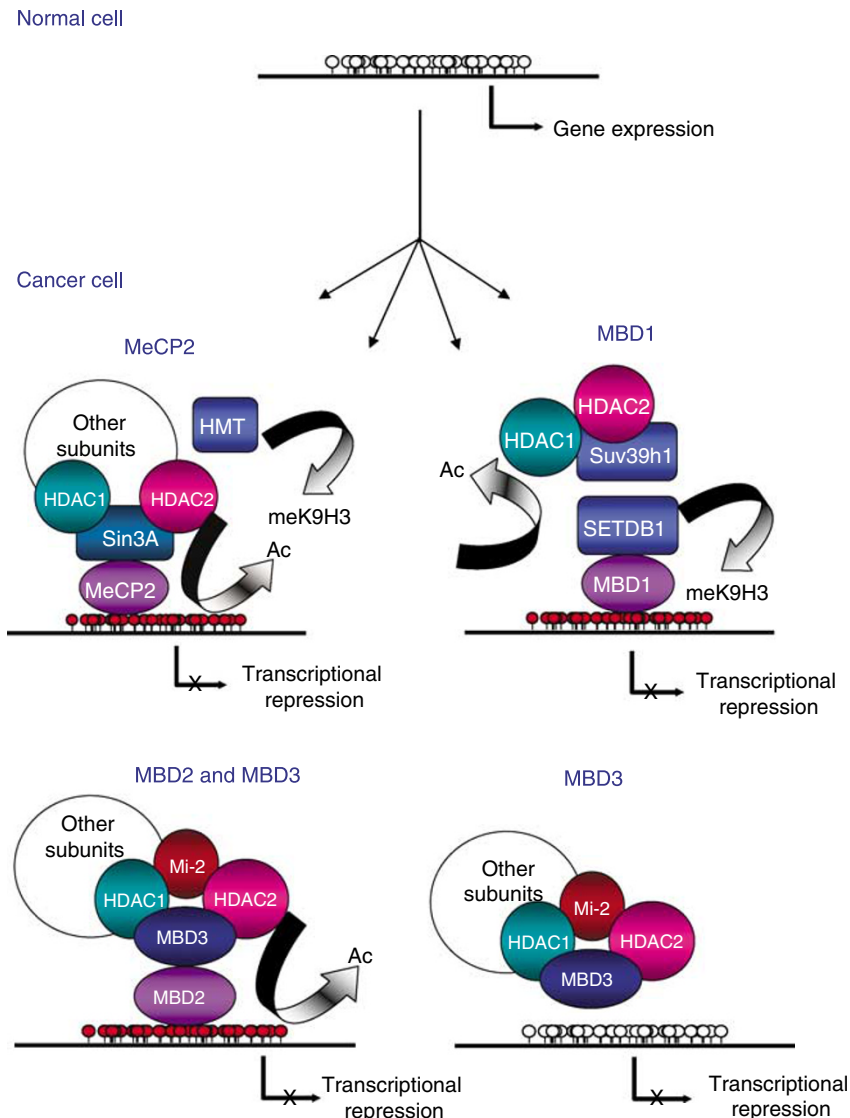 Normal cell
Gene expression
Cancer cell
MeCP2
Other
subunits
HMT
HDAC1
HDAC2
Sin3A
MeCP2
meK9H3
Ac
X
Transcriptional
repression
MBD1
HDAC2
HDAC1
Suv39h1
Ac
SETDB1
MBD1
meK9H3
X
Transcriptional
repression
MBD2 and MBD3
Other
subunits
Mi-2
HDAC1
HDAC2
MBD3
MBD2
Ac
X
Transcriptional
repression
MBD3
Other
subunits
Mi-2
HDAC1
HDAC2
MBD3
X
Transcriptional
repression